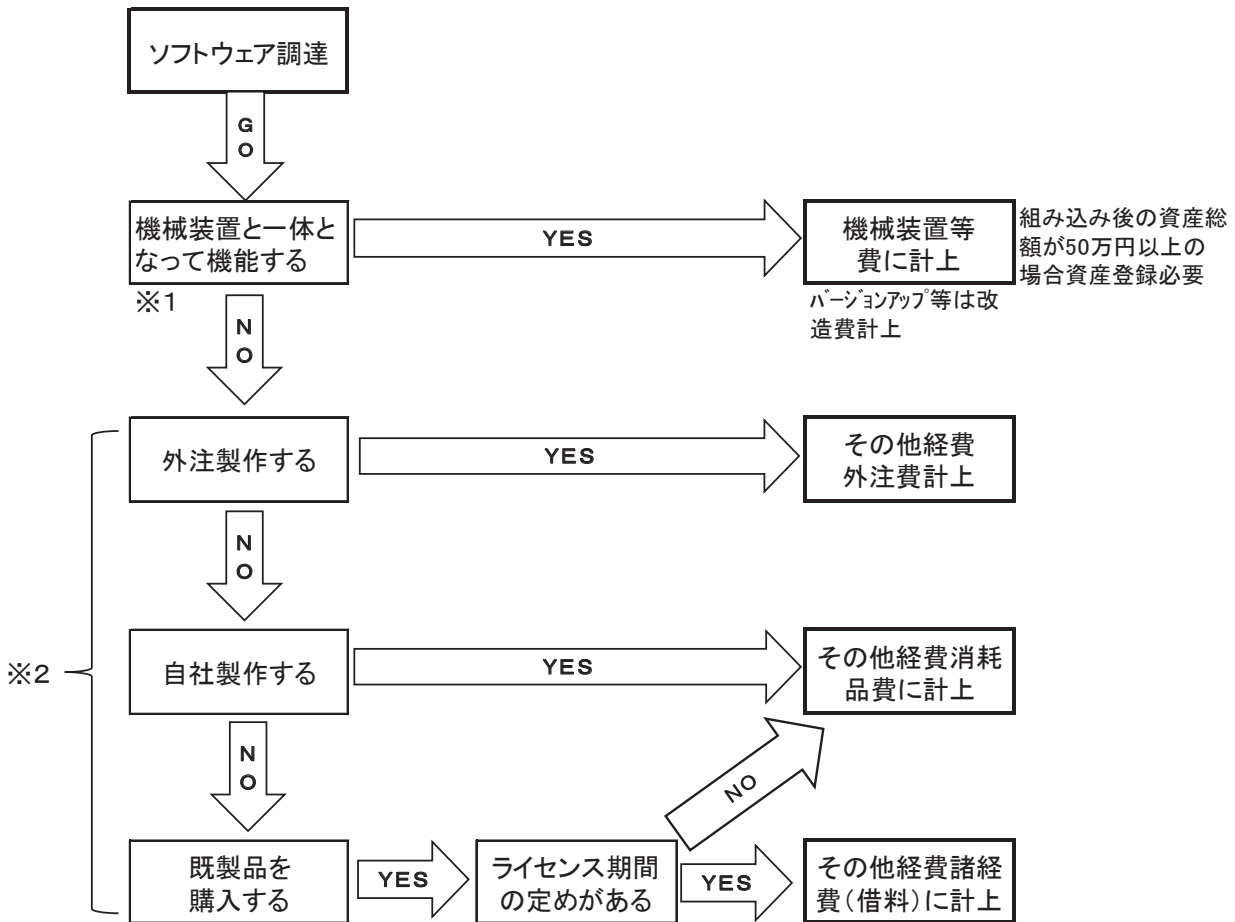 ソフトウェア調達
G
O
機械装置と一体と
なって機能する
※1
YES
機械装置等
費に計上
組み込み後の資産総
額が50万円以上の
場合資産登録必要
バージョンアップ等は改
造費計上
N
O
外注製作する
YES
その他経費
外注費計上
N
O
※2
自社製作する
YES
その他経費消耗
品費に計上
N
O
NO
既製品を
購入する
YES
ライセンス期間
の定めがある
YES
その他経費諸経
費(借料)に計上